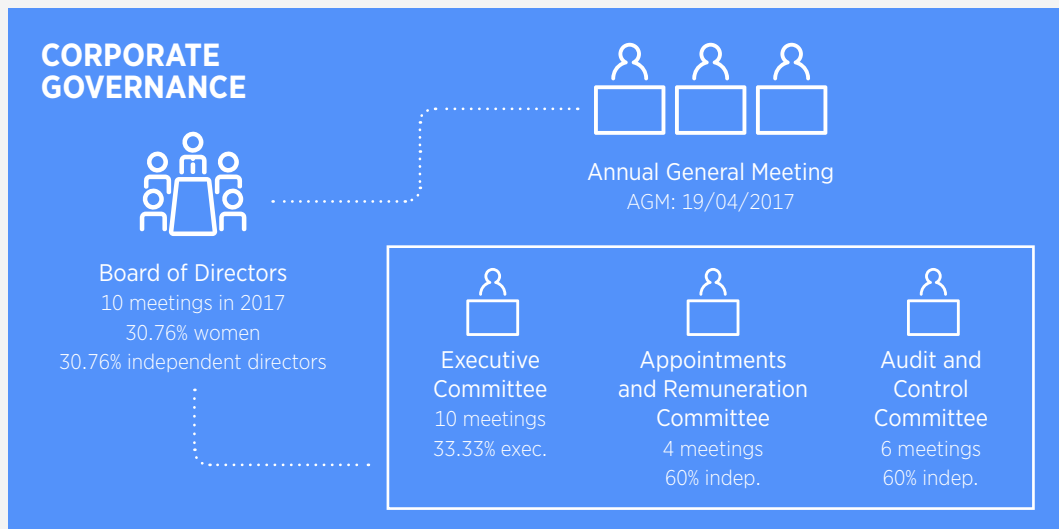 CORPORATE
GOVERNANCE
Annual General Meeting
AGM: 19/04/2017
Board of Directors
10 meetings in 2017
30.76% women
30.76% independent directors
Executive
Committee
10 meetings
33.33% exec.
Appointments
and Remuneration
Committee
4 meetings
60% indep.
Audit and
Control
Committee
6 meetings
60% indep.